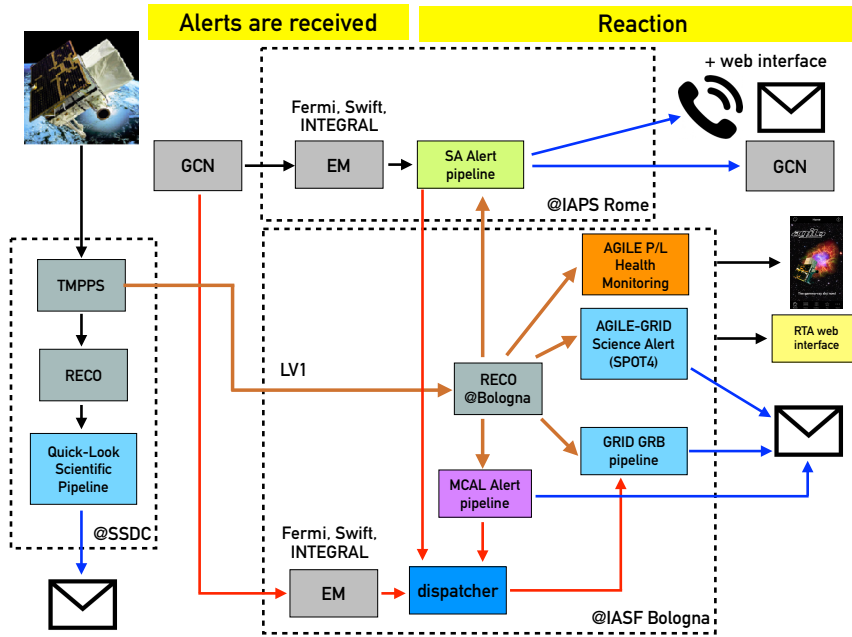 Alerts are received
Reaction
+ web interface
Fermi, Swift,
INTEGRAL
GCN
EM
SA Alert
pipeline
GCN
@IAPS Rome
AGILE P/L
Health
Monitoring
agile
TMPPS
AGILE-GRID
Science Alert
(SPOT4)
RTA web
interface
LV1
RECO
RECO
@Bologna
Quick-Look
Scientific
Pipeline
GRID GRB
pipeline
MCAL Alert
pipeline
@SSDC
Fermi, Swift,
INTEGRAL
EM
dispatcher
@IASF Bologna